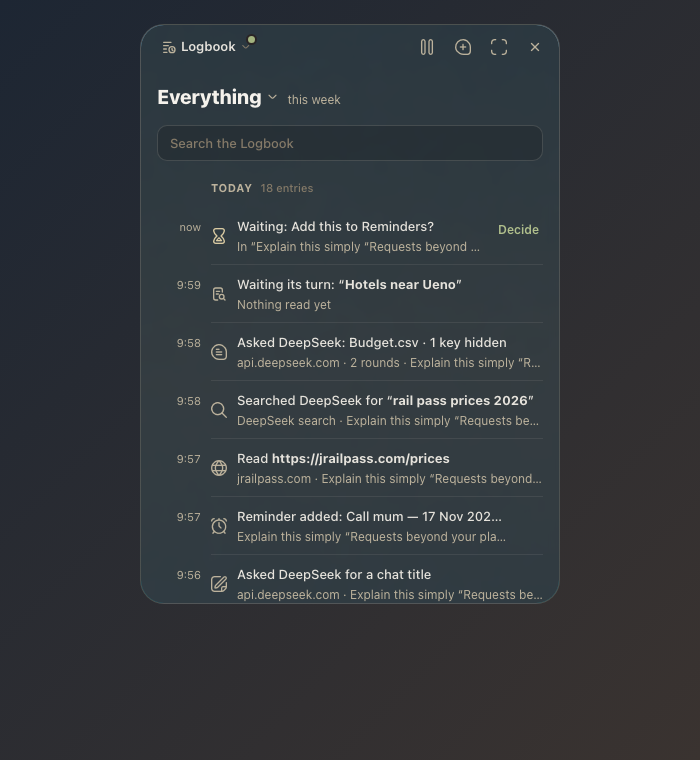 Logbook
Everything this week
Search the Logbook
TODAY 18 entries
now Waiting: Add this to Reminders? Decide
In “Explain this simply “Requests beyond ...
9:59 Waiting its turn: “Hotels near Ueno”
Nothing read yet
9:58 Asked DeepSeek: Budget.csv · 1 key hidden
api.deepseek.com · 2 rounds · Explain this simply “R...
9:58 Searched DeepSeek for “rail pass prices 2026”
DeepSeek search · Explain this simply “Requests be...
9:57 Read https://jrailpass.com/prices
jrailpass.com · Explain this simply “Requests beyond...
9:57 Reminder added: Call mum — 17 Nov 202...
Explain this simply “Requests beyond your pla...
9:56 Asked DeepSeek for a chat title
api.deepseek.com · Explain this simply “Requests be...